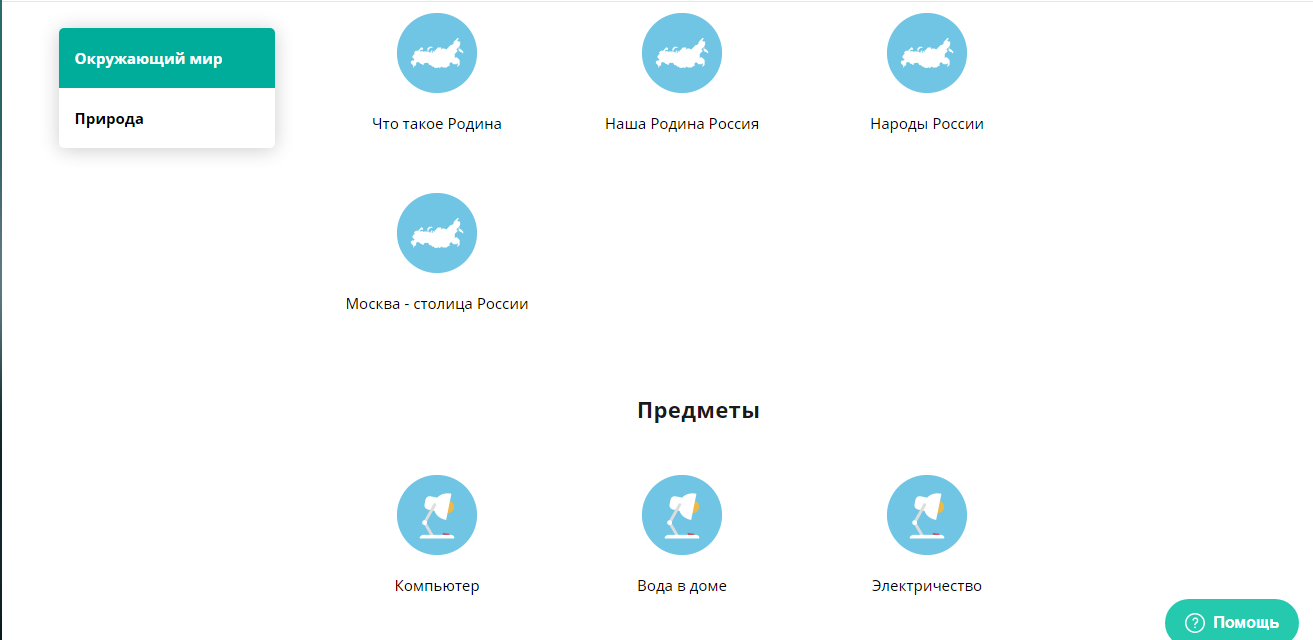 Окружающий мир
Природа
Что такое Родина
Наша Родина Россия
Народы России
Москва - столица России
Предметы
Компьютер
Вода в доме
Электричество
? Помощь